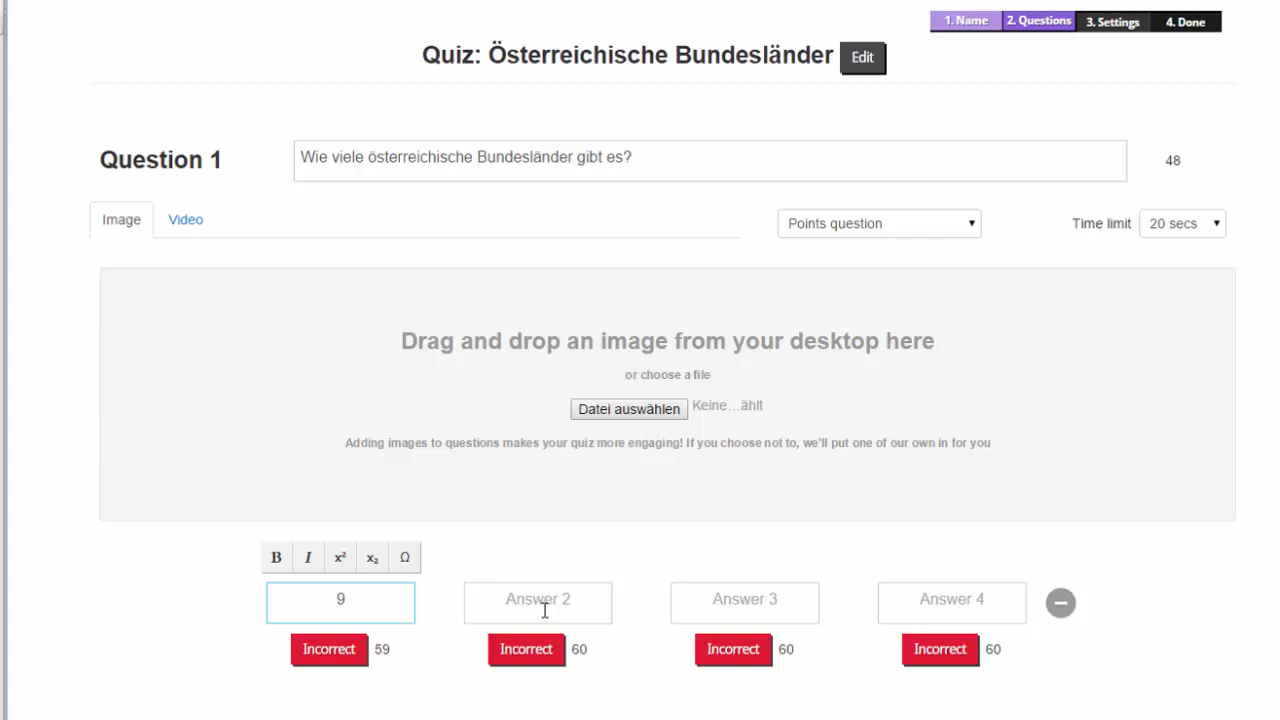 1. Name 2. Questions 3. Settings 4. Done
Quiz: Österreichische Bundesländer Edit
Question 1 Wie viele österreichische Bundesländer gibt es? 48
Image Video Points question Time limit 20 secs
Drag and drop an image from your desktop here
or choose a file
Datei auswählen Keine...ählt
Adding images to questions makes your quiz more engaging! If you choose not to, we'll put one of our own in for you
B I x² x₂ Ω
9 Answer 2 Answer 3 Answer 4
Incorrect 59 Incorrect 60 Incorrect 60 Incorrect 60